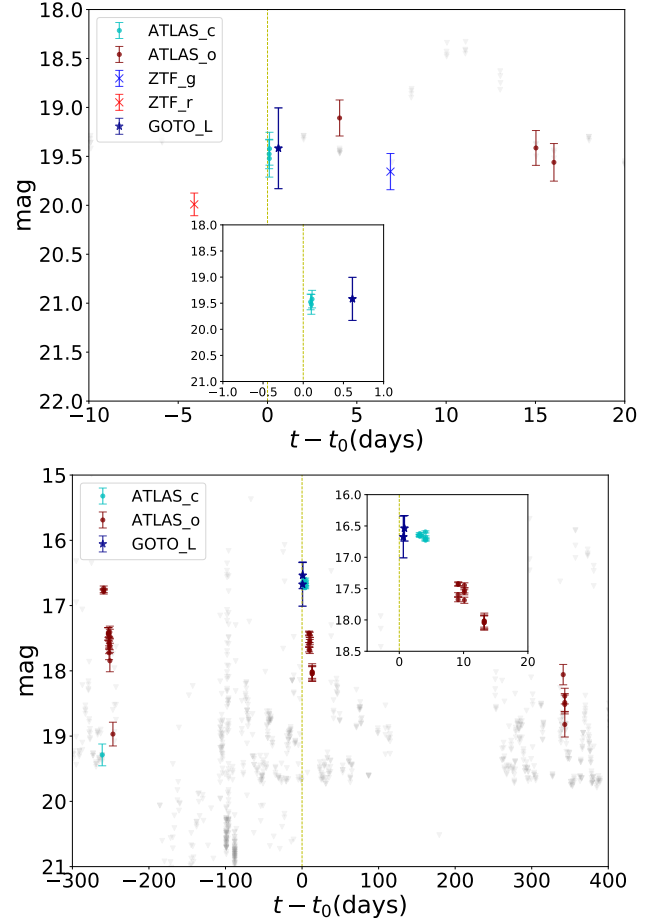 18.0
18.5
19.0
19.5
20.0
20.5
21.0
21.5
22.0
mag
ATLAS_c
ATLAS_o
ZTF_g
ZTF_r
GOTO_L
18.0
18.5
19.0
19.5
20.0
20.5
21.0
−1.0 −0.5 0.0 0.5 1.0
−10 −5 0 5 10 15 20
t − t₀(days)
15
16
17
18
19
20
21
mag
ATLAS_c
ATLAS_o
GOTO_L
16.0
16.5
17.0
17.5
18.0
18.5
0 10 20
−300 −200 −100 0 100 200 300 400
t − t₀(days)